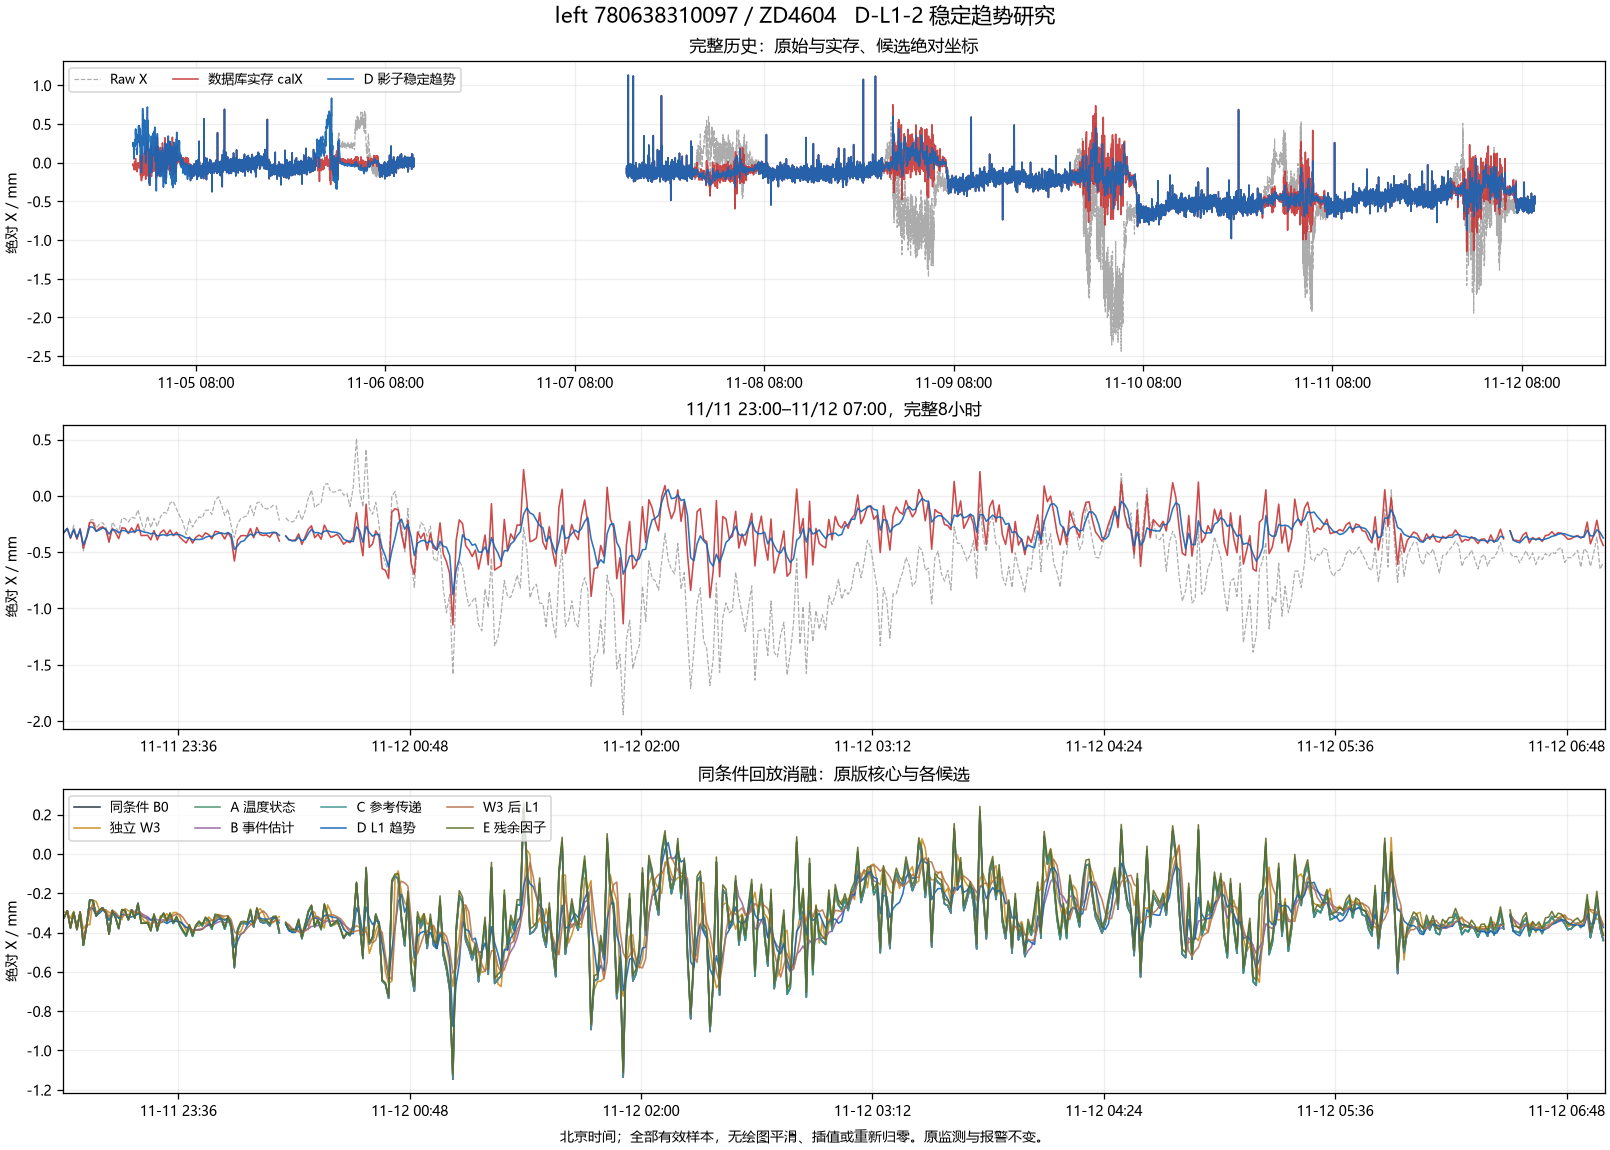 left 780638310097 / ZD4604   D-L1-2 稳定趋势研究
完整历史：原始与实存、候选绝对坐标
Raw X   数据库实存 calX   D 影子稳定趋势
绝对 X / mm
1.0
0.5
0.0
-0.5
-1.0
-1.5
-2.0
-2.5
11-05 08:00   11-06 08:00   11-07 08:00   11-08 08:00   11-09 08:00   11-10 08:00   11-11 08:00   11-12 08:00
11/11 23:00–11/12 07:00，完整8小时
绝对 X / mm
0.5
0.0
-0.5
-1.0
-1.5
-2.0
11-11 23:36   11-12 00:48   11-12 02:00   11-12 03:12   11-12 04:24   11-12 05:36   11-12 06:48
同条件回放消融：原版核心与各候选
同条件 B0   A 温度状态   C 参考传递   W3 后 L1
独立 W3   B 事件估计   D L1 趋势   E 残余因子
绝对 X / mm
0.2
0.0
-0.2
-0.4
-0.6
-0.8
-1.0
-1.2
11-11 23:36   11-12 00:48   11-12 02:00   11-12 03:12   11-12 04:24   11-12 05:36   11-12 06:48
北京时间；全部有效样本，无绘图平滑、插值或重新归零。原监测与报警不变。